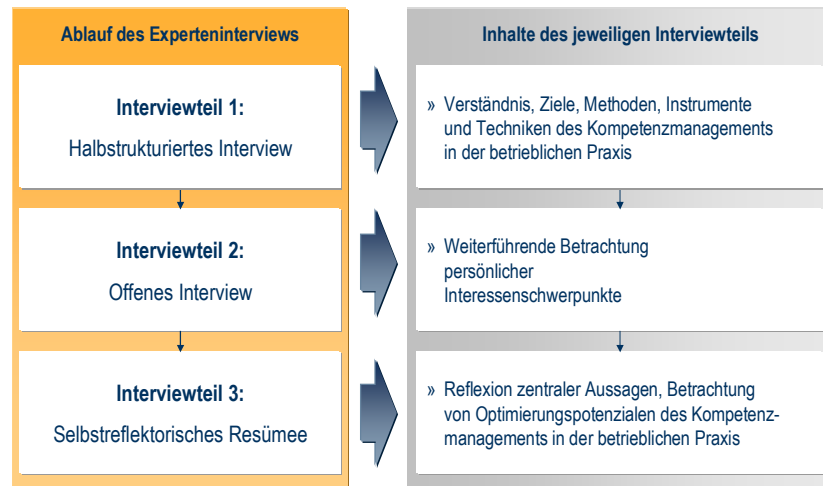 Ablauf des Experteninterviews
Inhalte des jeweiligen Interviewteils
Interviewteil 1:
Halbstrukturiertes Interview
» Verständnis, Ziele, Methoden, Instrumente
und Techniken des Kompetenzmanagements
in der betrieblichen Praxis
Interviewteil 2:
Offenes Interview
» Weiterführende Betrachtung
persönlicher
Interessenschwerpunkte
Interviewteil 3:
Selbstreflektorisches Resümee
» Reflexion zentraler Aussagen, Betrachtung
von Optimierungspotenzialen des Kompetenz-
managements in der betrieblichen Praxis